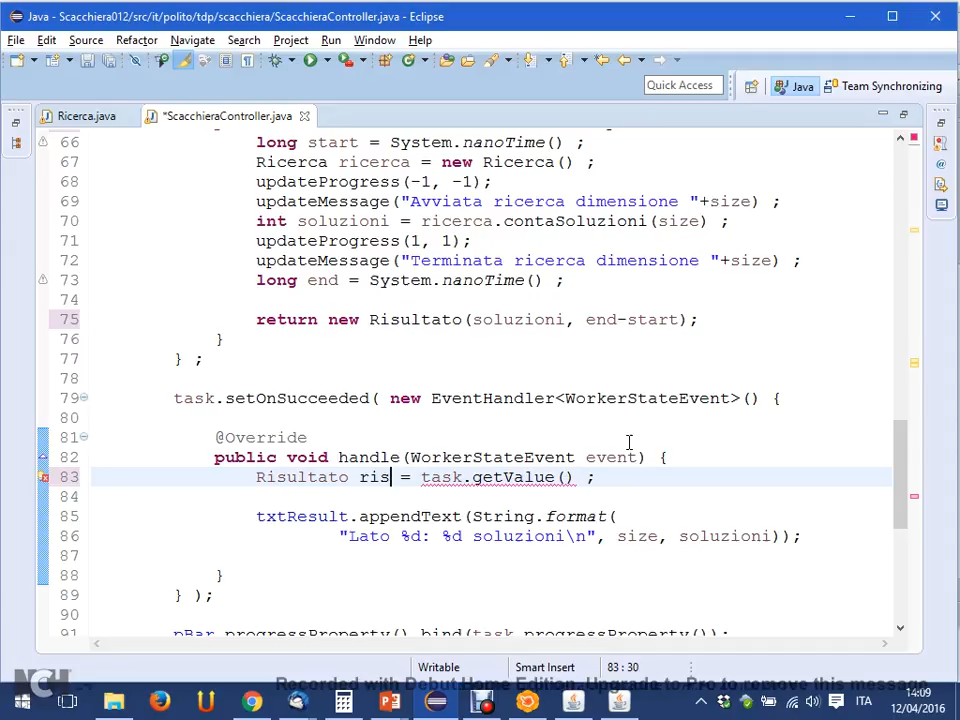 Java - Scacchiera012/src/it/polito/tdp/scacchiera/ScacchieraController.java - Eclipse
File Edit Source Refactor Navigate Search Project Run Window Help
Quick Access
Java
Team Synchronizing
Ricerca.java
*ScacchieraController.java
66 long start = System.nanoTime() ;
67 Ricerca ricerca = new Ricerca() ;
68 updateProgress(-1, -1);
69 updateMessage("Avviata ricerca dimensione "+size) ;
70 int soluzioni = ricerca.contaSoluzioni(size) ;
71 updateProgress(1, 1);
72 updateMessage("Terminata ricerca dimensione "+size) ;
73 long end = System.nanoTime() ;
74
75 return new Risultato(soluzioni, end-start);
76 }
77 } ;
78
79 task.setOnSucceeded( new EventHandler<WorkerStateEvent>() {
80
81 @Override
82 public void handle(WorkerStateEvent event) {
83 Risultato ris = task.getValue() ;
84
85 txtResult.appendText(String.format(
86 "Lato %d: %d soluzioni\n", size, soluzioni));
87
88 }
89 } );
90
91 pBar.progressProperty().bind(task.progressProperty());
Writable
Smart Insert
83 : 30
NCH
Recorded with Debut Home Edition. Upgrade to Pro to remove this message
ITA
14:09
12/04/2016